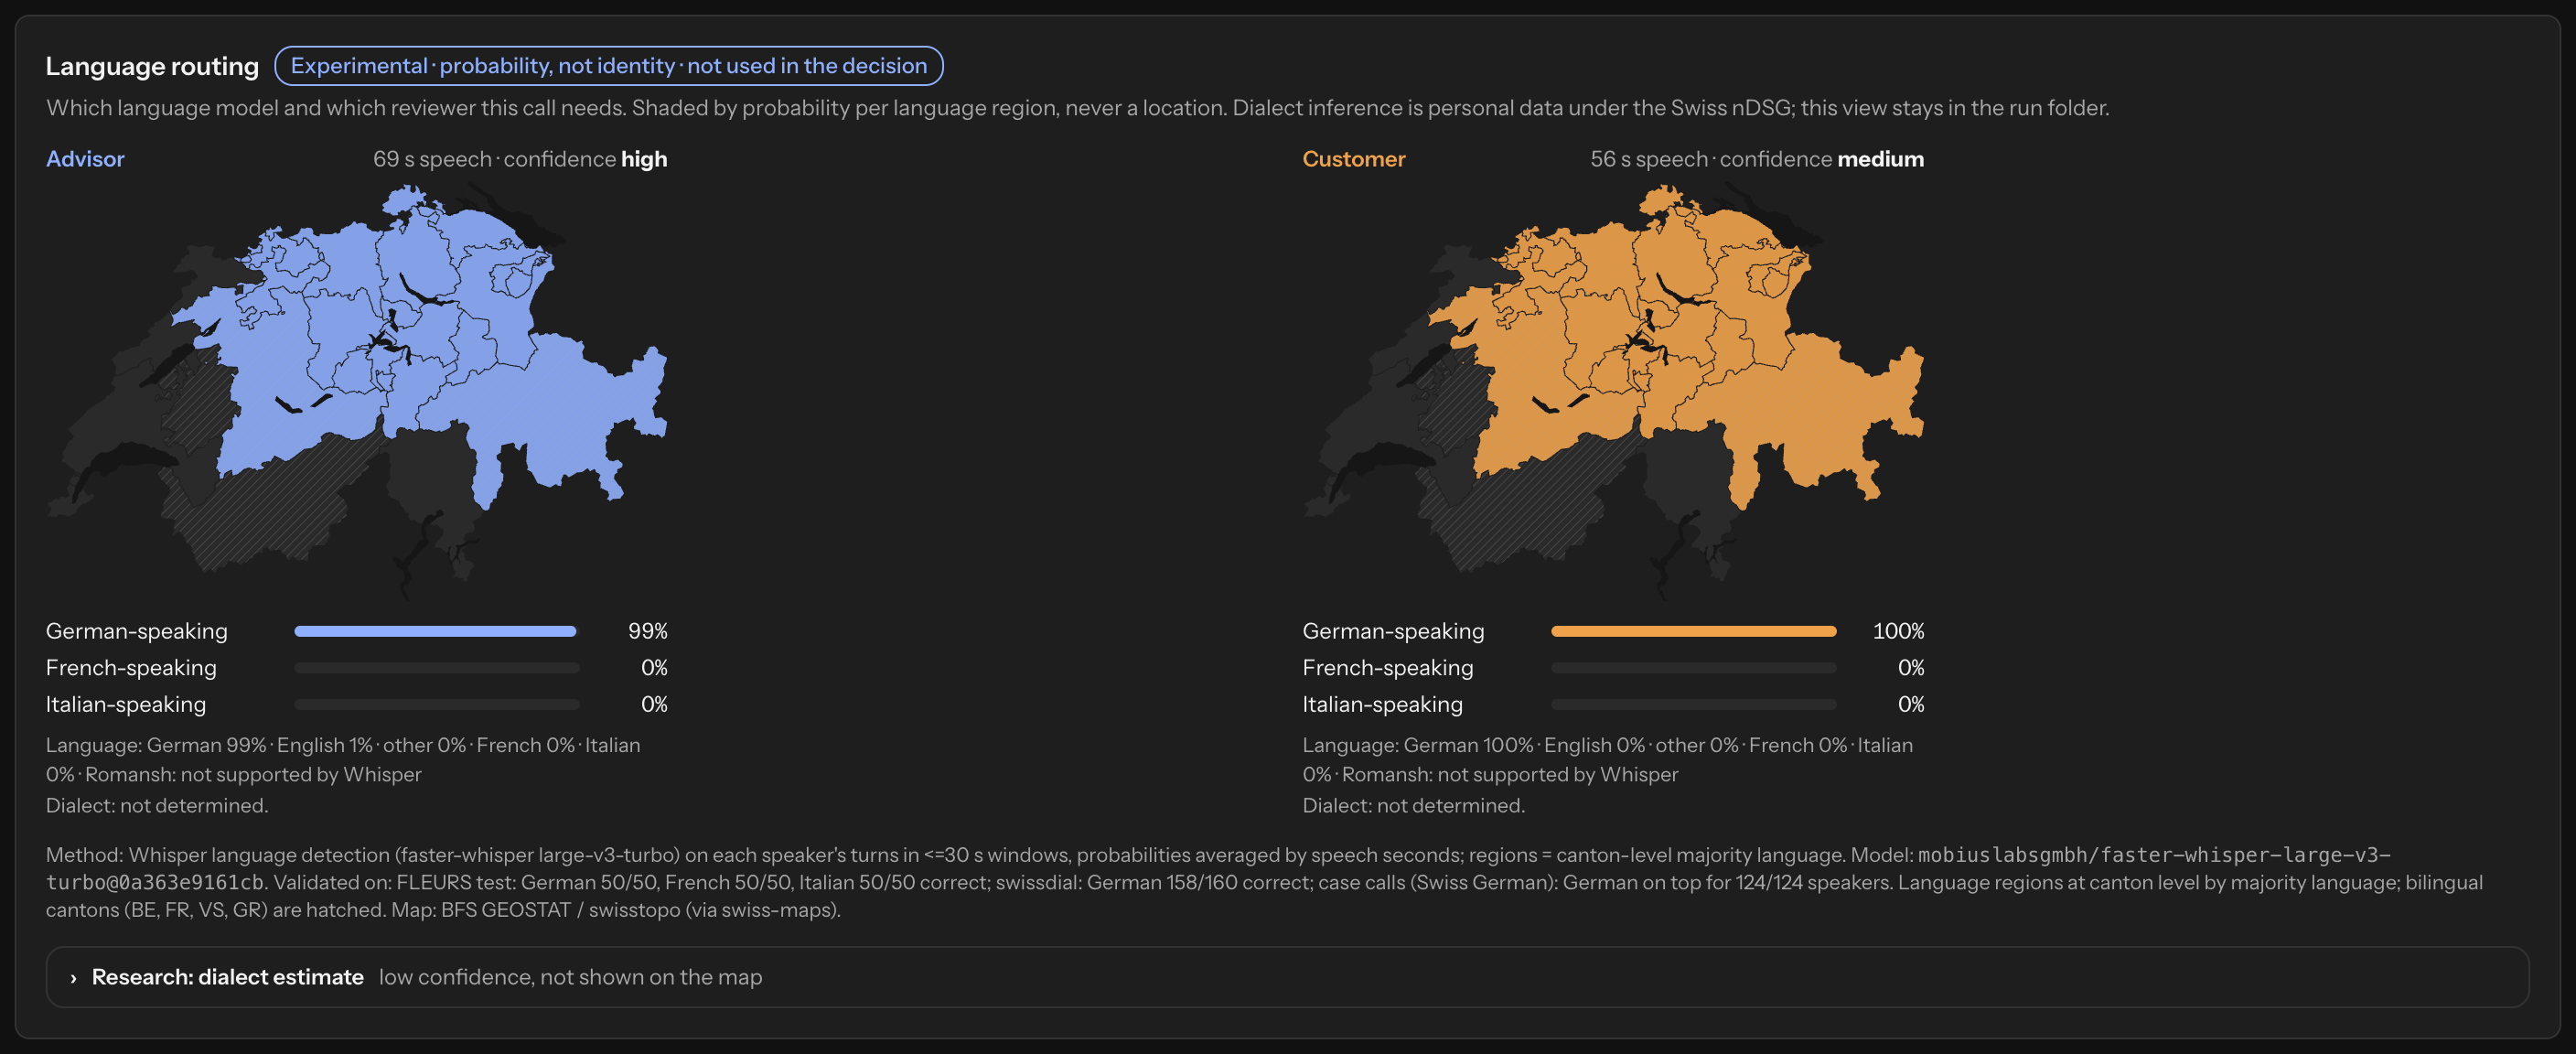 Language routing Experimental · probability, not identity · not used in the decision
Which language model and which reviewer this call needs. Shaded by probability per language region, never a location. Dialect inference is personal data under the Swiss nDSG; this view stays in the run folder.
Advisor 69 s speech · confidence high
German-speaking 99%
French-speaking 0%
Italian-speaking 0%
Language: German 99% · English 1% · other 0% · French 0% · Italian
0% · Romansh: not supported by Whisper
Dialect: not determined.
Customer 56 s speech · confidence medium
German-speaking 100%
French-speaking 0%
Italian-speaking 0%
Language: German 100% · English 0% · other 0% · French 0% · Italian
0% · Romansh: not supported by Whisper
Dialect: not determined.
Method: Whisper language detection (faster-whisper large-v3-turbo) on each speaker's turns in <=30 s windows, probabilities averaged by speech seconds; regions = canton-level majority language. Model: mobiuslabsgmbh/faster-whisper-large-v3-
turbo@0a363e9161cb. Validated on: FLEURS test: German 50/50, French 50/50, Italian 50/50 correct; swissdial: German 158/160 correct; case calls (Swiss German): German on top for 124/124 speakers. Language regions at canton level by majority language; bilingual
cantons (BE, FR, VS, GR) are hatched. Map: BFS GEOSTAT / swisstopo (via swiss-maps).
› Research: dialect estimate low confidence, not shown on the map